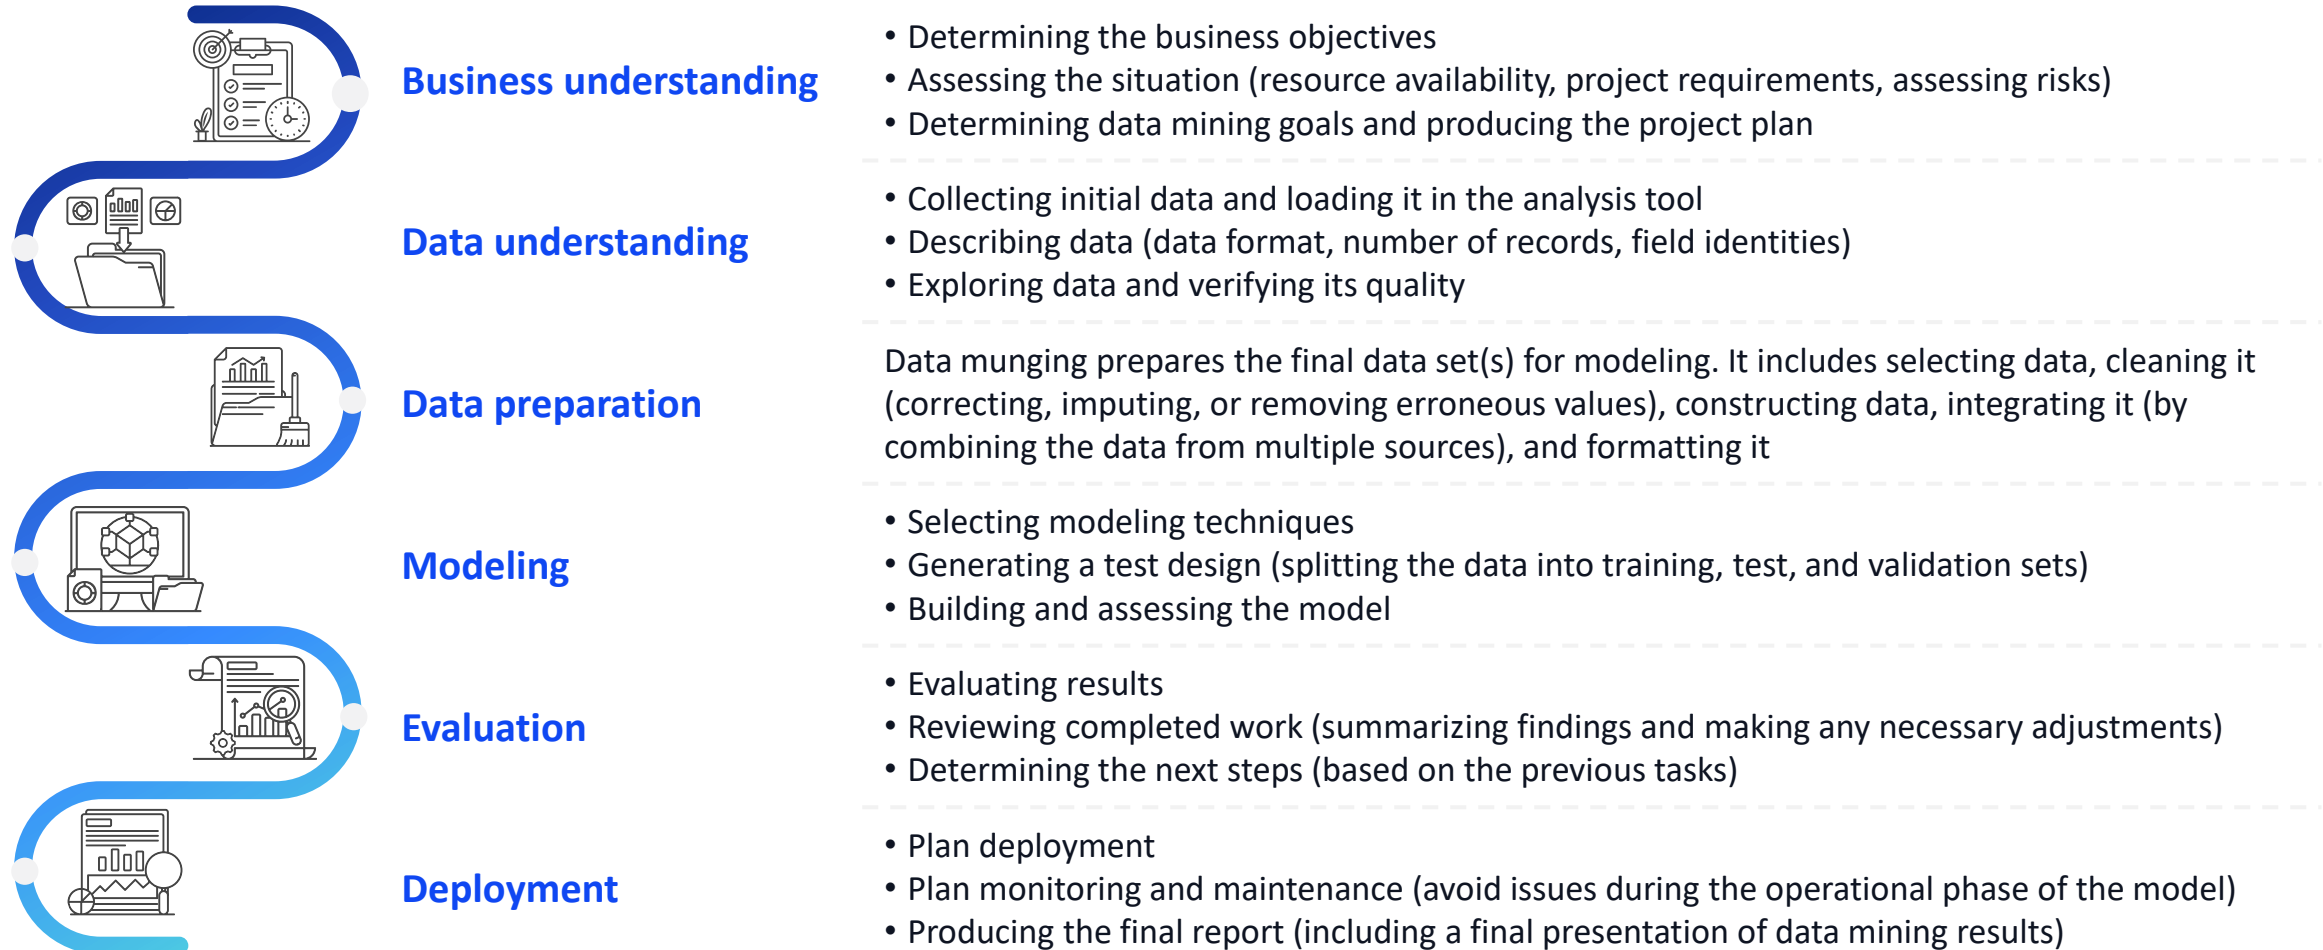 Business understanding
• Determining the business objectives
• Assessing the situation (resource availability, project requirements, assessing risks)
• Determining data mining goals and producing the project plan
Data understanding
• Collecting initial data and loading it in the analysis tool
• Describing data (data format, number of records, field identities)
• Exploring data and verifying its quality
Data preparation
Data munging prepares the final data set(s) for modeling. It includes selecting data, cleaning it
(correcting, imputing, or removing erroneous values), constructing data, integrating it (by
combining the data from multiple sources), and formatting it
Modeling
• Selecting modeling techniques
• Generating a test design (splitting the data into training, test, and validation sets)
• Building and assessing the model
Evaluation
• Evaluating results
• Reviewing completed work (summarizing findings and making any necessary adjustments)
• Determining the next steps (based on the previous tasks)
Deployment
• Plan deployment
• Plan monitoring and maintenance (avoid issues during the operational phase of the model)
• Producing the final report (including a final presentation of data mining results)